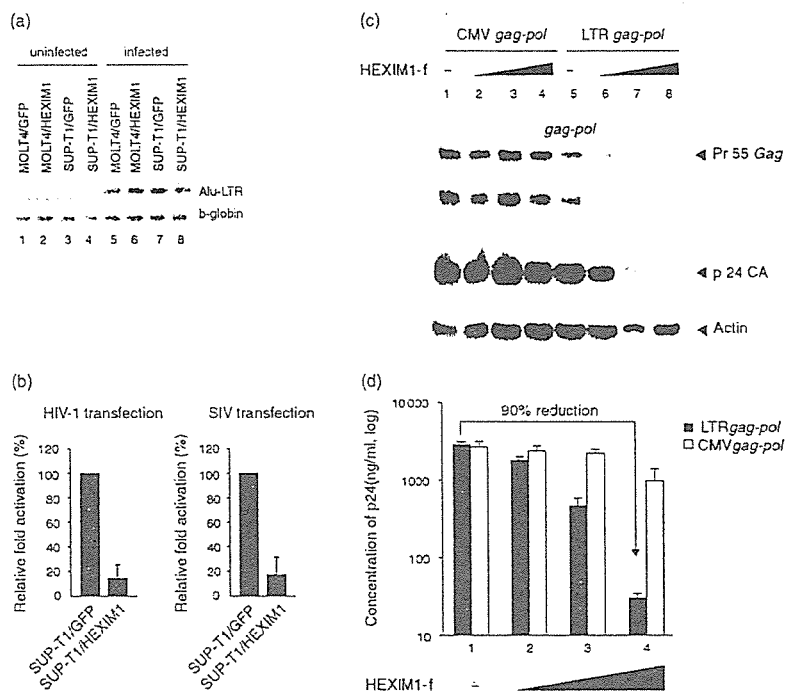 (a)
uninfected infected
MOLT4/GFP
MOLT4/HEXIM1
SUP-T1/GFP
SUP-T1/HEXIM1
MOLT4/GFP
MOLT4/HEXIM1
SUP-T1/GFP
SUP-T1/HEXIM1
Alu-LTR
b-globin
1 2 3 4 5 6 7 8
(b)
HIV-1 transfection
Relative fold activation (%)
120
100
80
60
40
20
0
SUP-T1/GFP
SUP-T1/HEXIM1
SIV transfection
Relative fold activation (%)
120
100
80
60
40
20
0
SUP-T1/GFP
SUP-T1/HEXIM1
(c)
CMV gag-pol LTR gag-pol
HEXIM1-f – –
1 2 3 4 5 6 7 8
gag-pol
Pr 55 Gag
p 24 CA
Actin
(d)
Concentration of p24(ng/ml, log)
10 000
1000
100
10
90% reduction
LTRgag-pol
CMVgag-pol
1 2 3 4
HEXIM1-f –